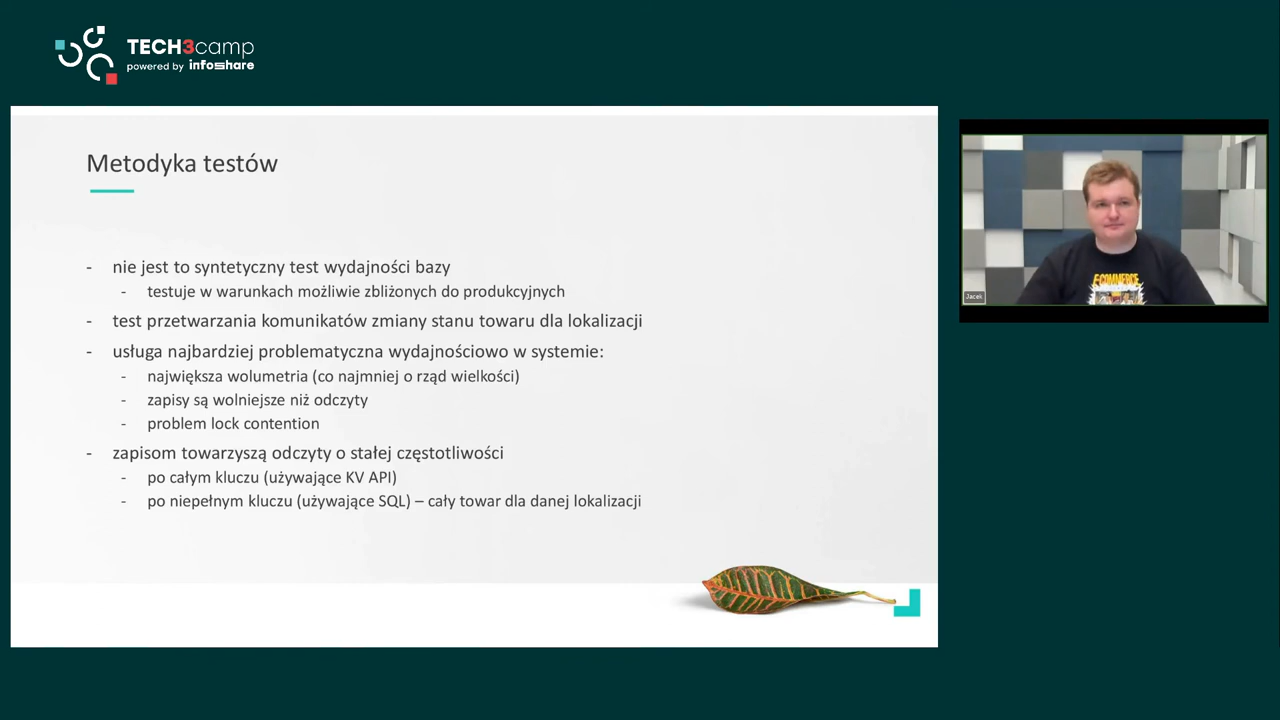 TECH3camp
powered by infoshare
Metodyka testów
- nie jest to syntetyczny test wydajności bazy
- testuje w warunkach możliwie zbliżonych do produkcyjnych
- test przetwarzania komunikatów zmiany stanu towaru dla lokalizacji
- usługa najbardziej problematyczna wydajnościowo w systemie:
- największa wolumetria (co najmniej o rząd wielkości)
- zapisy są wolniejsze niż odczyty
- problem lock contention
- zapisom towarzyszą odczyty o stałej częstotliwości
- po całym kluczu (używające KV API)
- po niepełnym kluczu (używające SQL) – cały towar dla danej lokalizacji
E-COMMERCE
Jacek